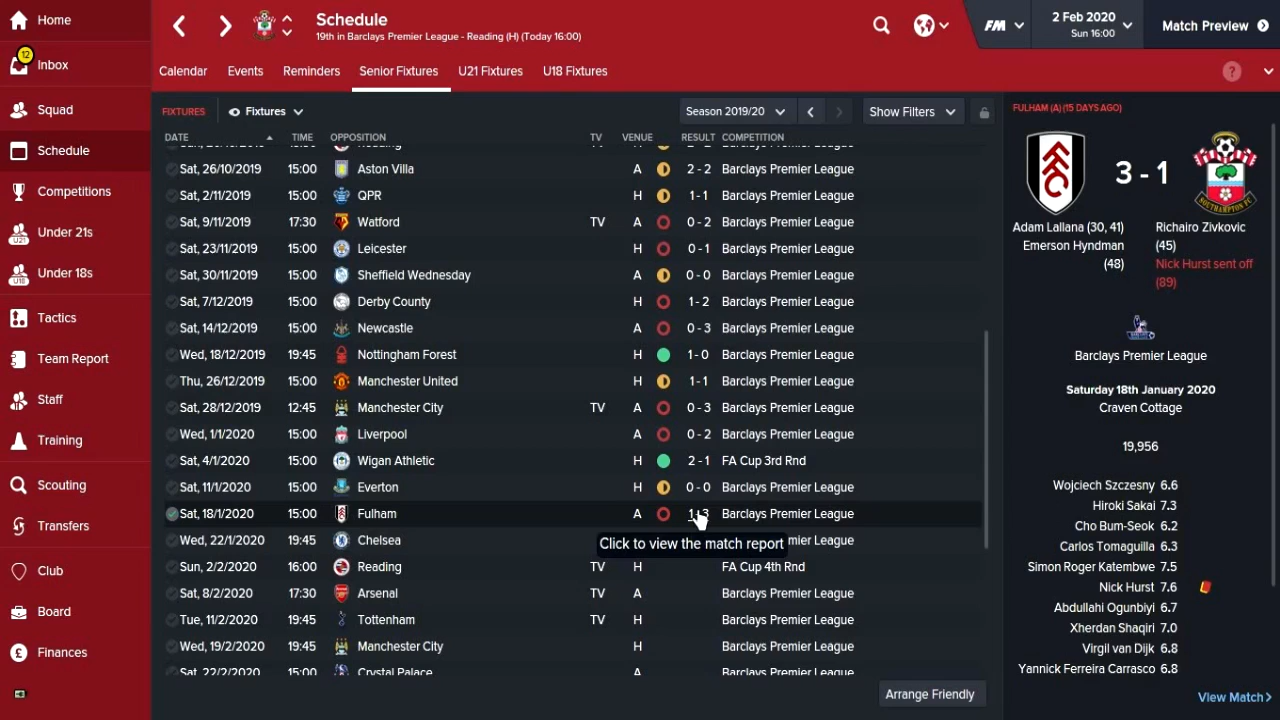 Home
12
Inbox
Squad
Schedule
Competitions
U21
Under 21s
U18
Under 18s
Tactics
Team Report
Staff
Training
Scouting
Transfers
Club
Board
Finances
Schedule
19th in Barclays Premier League - Reading (H) (Today 16:00)
FM
2 Feb 2020
Sun 16:00
Match Preview
Calendar Events Reminders Senior Fixtures U21 Fixtures U18 Fixtures
?
FIXTURES Fixtures Season 2019/20 Show Filters
DATE TIME OPPOSITION TV VENUE RESULT COMPETITION
Sat, 26/10/2019 15:00 Aston Villa A 2 - 2 Barclays Premier League
Sat, 2/11/2019 15:00 QPR H 1 - 1 Barclays Premier League
Sat, 9/11/2019 17:30 Watford TV A 0 - 2 Barclays Premier League
Sat, 23/11/2019 15:00 Leicester H 0 - 1 Barclays Premier League
Sat, 30/11/2019 15:00 Sheffield Wednesday A 0 - 0 Barclays Premier League
Sat, 7/12/2019 15:00 Derby County H 1 - 2 Barclays Premier League
Sat, 14/12/2019 15:00 Newcastle A 0 - 3 Barclays Premier League
Wed, 18/12/2019 19:45 Nottingham Forest H 1 - 0 Barclays Premier League
Thu, 26/12/2019 15:00 Manchester United H 1 - 1 Barclays Premier League
Sat, 28/12/2019 12:45 Manchester City TV A 0 - 3 Barclays Premier League
Wed, 1/1/2020 15:00 Liverpool A 0 - 2 Barclays Premier League
Sat, 4/1/2020 15:00 Wigan Athletic H 2 - 1 FA Cup 3rd Rnd
Sat, 11/1/2020 15:00 Everton H 0 - 0 Barclays Premier League
Sat, 18/1/2020 15:00 Fulham A 1 - 3 Barclays Premier League
Wed, 22/1/2020 19:45 Chelsea Premier League
Click to view the match report
Sun, 2/2/2020 16:00 Reading TV H FA Cup 4th Rnd
Sat, 8/2/2020 17:30 Arsenal TV A Barclays Premier League
Tue, 11/2/2020 19:45 Tottenham TV H Barclays Premier League
Wed, 19/2/2020 19:45 Manchester City H Barclays Premier League
Sat, 22/2/2020 15:00 Crystal Palace A Barclays Premier League
Arrange Friendly
FULHAM (A) (15 DAYS AGO)
3 - 1
Adam Lallana (30, 41)
Emerson Hyndman
(48)
Richairo Zivkovic
(45)
Nick Hurst sent off
(89)
Barclays Premier League
Saturday 18th January 2020
Craven Cottage
19,956
Wojciech Szczesny 6.6
Hiroki Sakai 7.3
Cho Bum-Seok 6.2
Carlos Tomaguilla 6.3
Simon Roger Katembwe 7.5
Nick Hurst 7.6
Abdullahi Ogunbiyi 6.7
Xherdan Shaqiri 7.0
Virgil van Dijk 6.8
Yannick Ferreira Carrasco 6.8
View Match